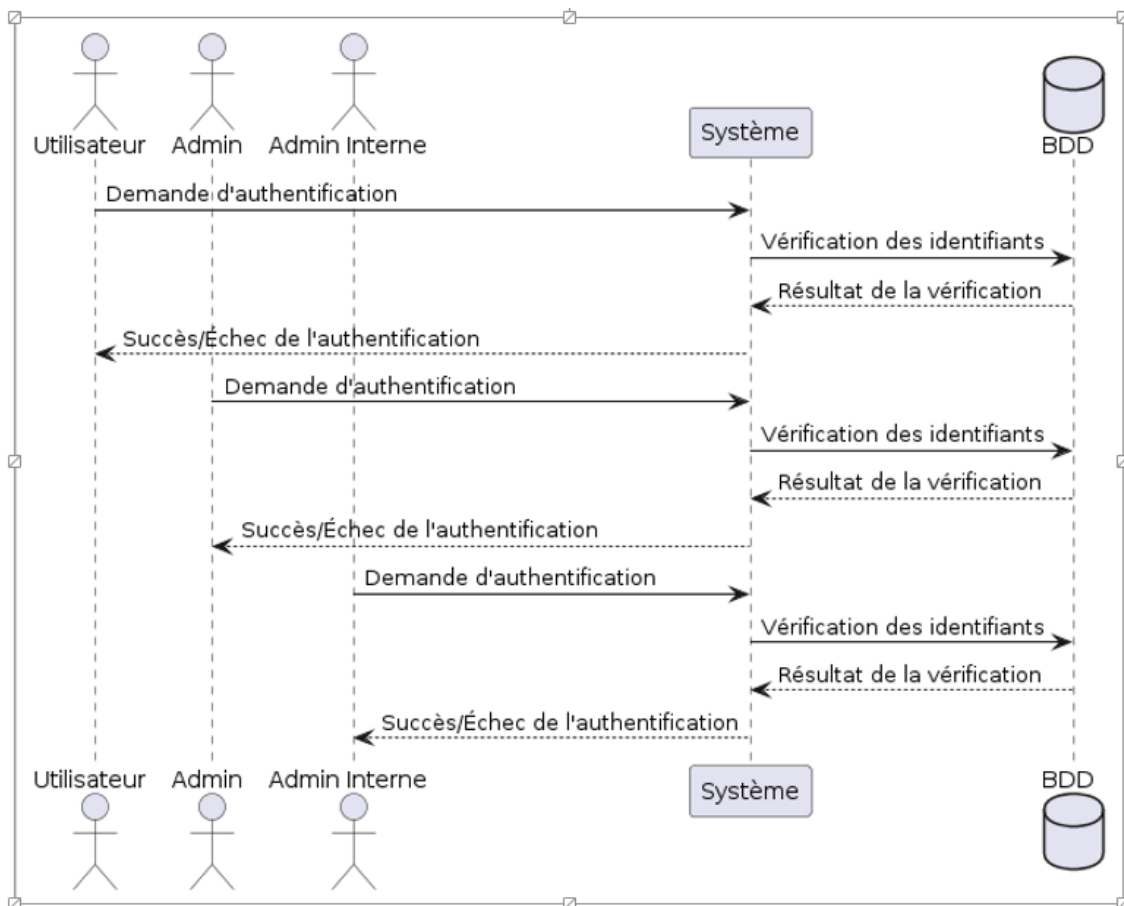 Utilisateur Admin Admin Interne Système BDD
Demande d'authentification
Vérification des identifiants
Résultat de la vérification
Succès/Échec de l'authentification
Demande d'authentification
Vérification des identifiants
Résultat de la vérification
Succès/Échec de l'authentification
Demande d'authentification
Vérification des identifiants
Résultat de la vérification
Succès/Échec de l'authentification
Utilisateur Admin Admin Interne Système BDD